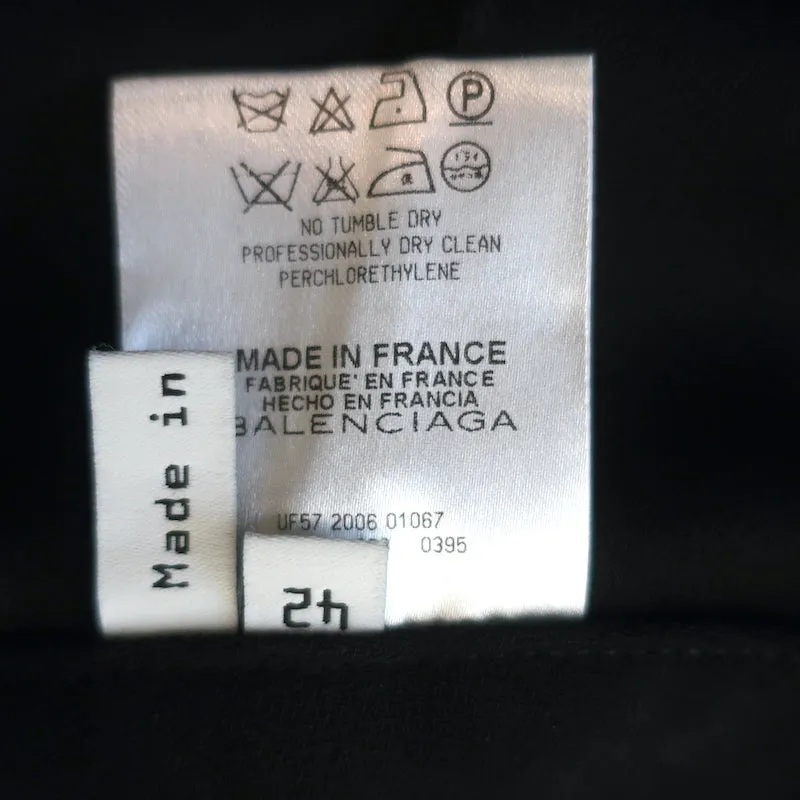 P
NO TUMBLE DRY
PROFESSIONALLY DRY CLEAN
PERCHLORETHYLENE
MADE IN FRANCE
FABRIQUE' EN FRANCE
HECHO EN FRANCIA
BALENCIAGA
UF57 2006 01067
0395
Made in
42